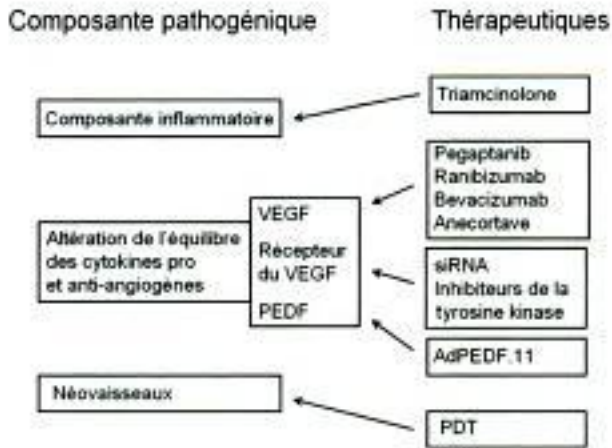 Composante pathogénique
Thérapeutiques
Composante inflammatoire
Triamcinolone
Altération de l'équilibre
des cytokines pro
et anti-angiogènes
VEGF
Récepteur
du VEGF
PEDF
Pegaptanib
Ranibizumab
Bevacizumab
Anecortave
siRNA
Inhibiteurs de la
tyrosine kinase
AdPEDF.11
Néovaisseaux
PDT